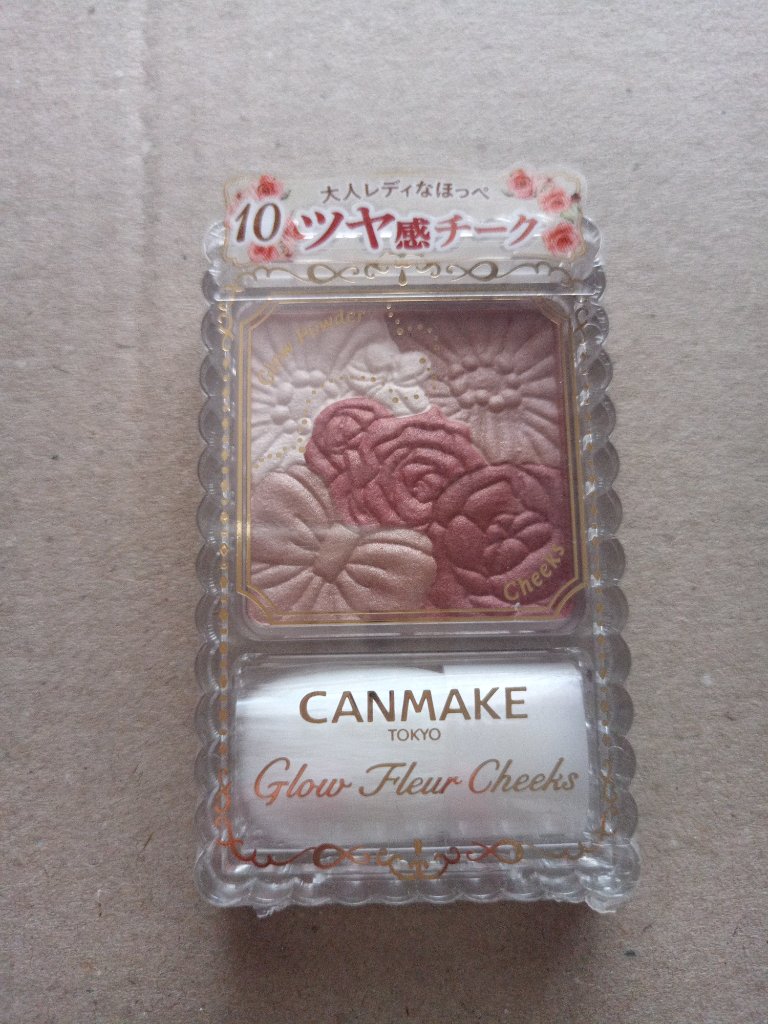 大人レディなほっぺ
10 ツヤ感チーク
Glow Powder
Cheeks
CANMAKE
TOKYO
Glow Fleur Cheeks